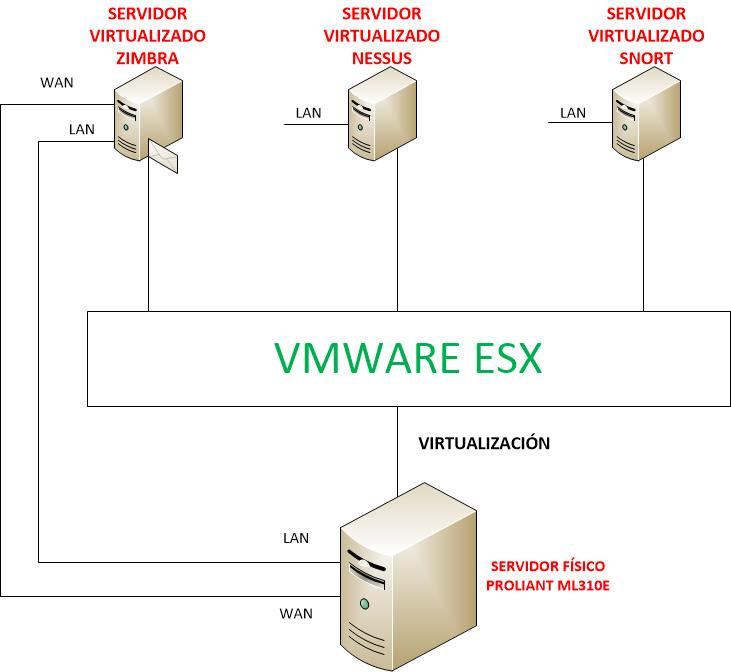 SERVIDOR
VIRTUALIZADO
ZIMBRA
SERVIDOR
VIRTUALIZADO
NESSUS
SERVIDOR
VIRTUALIZADO
SNORT
WAN
LAN
LAN
LAN
VMWARE ESX
VIRTUALIZACIÓN
LAN
SERVIDOR FÍSICO
PROLIANT ML310E
WAN